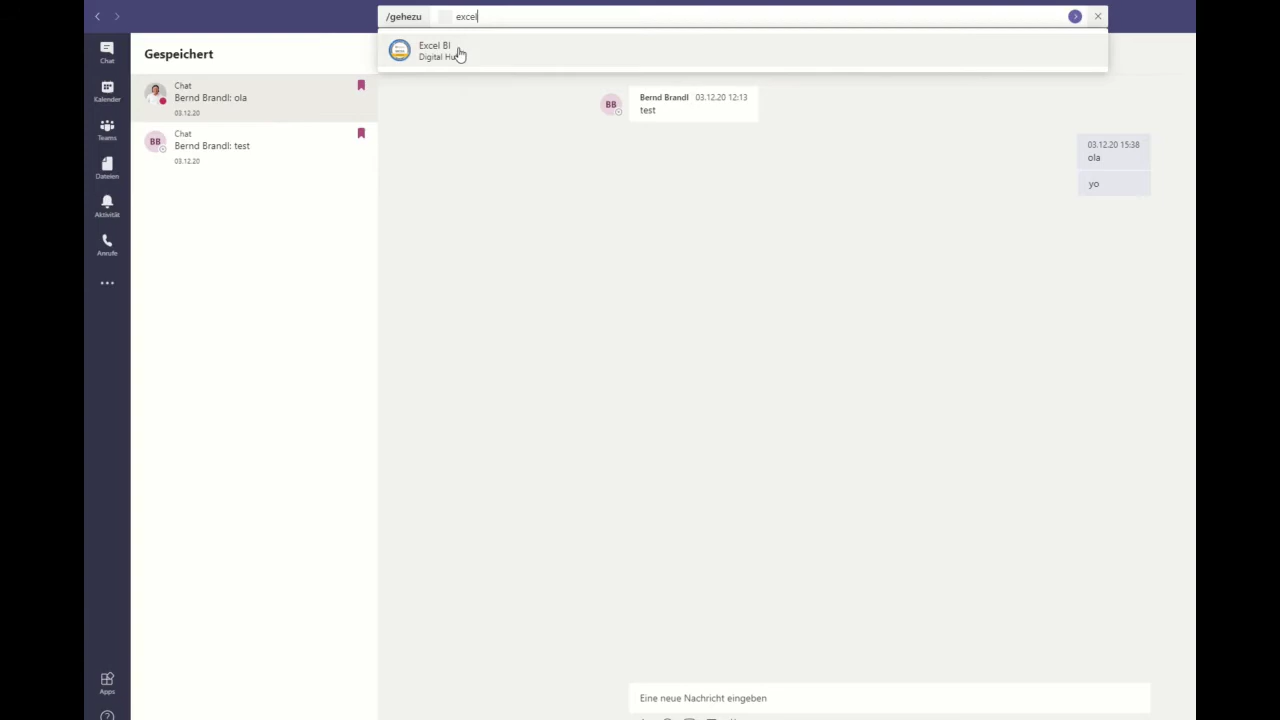 /gehezu excel
Excel BI
Digital
Chat
Kalender
Teams
Dateien
Aktivität
Anrufe
Apps
Gespeichert
Chat
Bernd Brandl: ola
03.12.20
Chat
Bernd Brandl: test
03.12.20
BB
BB
Bernd Brandl 03.12.20 12:13
test
03.12.20 15:38
ola
yo
Eine neue Nachricht eingeben